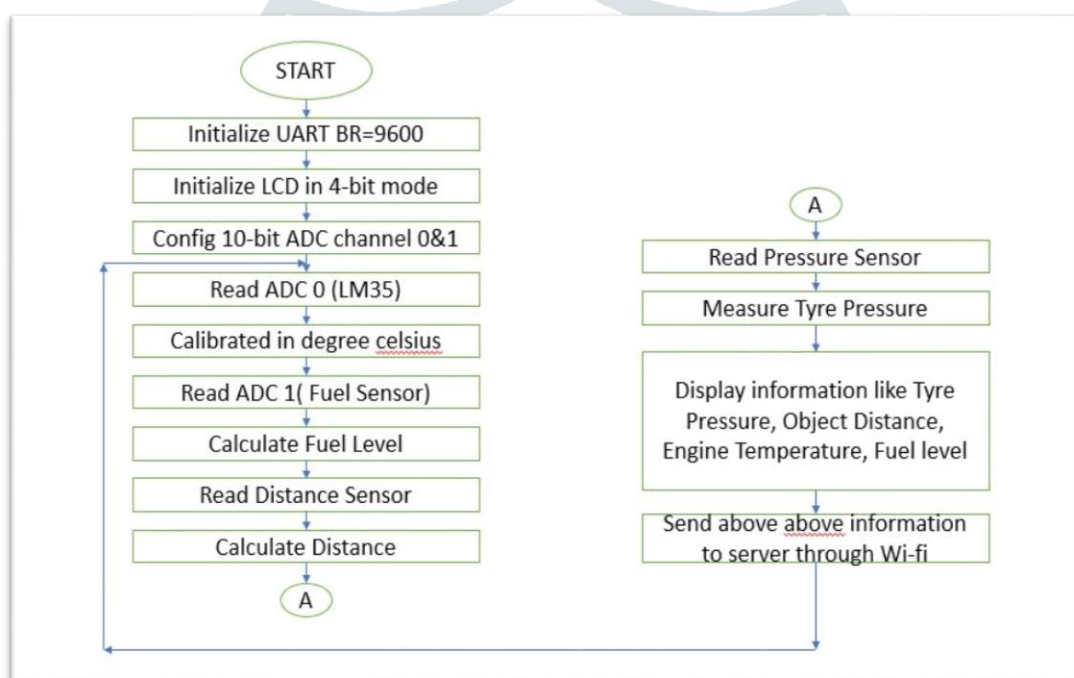 START
Initialize UART BR=9600
Initialize LCD in 4-bit mode
Config 10-bit ADC channel 0&1
Read ADC 0 (LM35)
Calibrated in degree celsius
Read ADC 1( Fuel Sensor)
Calculate Fuel Level
Read Distance Sensor
Calculate Distance
A
A
Read Pressure Sensor
Measure Tyre Pressure
Display information like Tyre
Pressure, Object Distance,
Engine Temperature, Fuel level
Send above above information
to server through Wi-fi